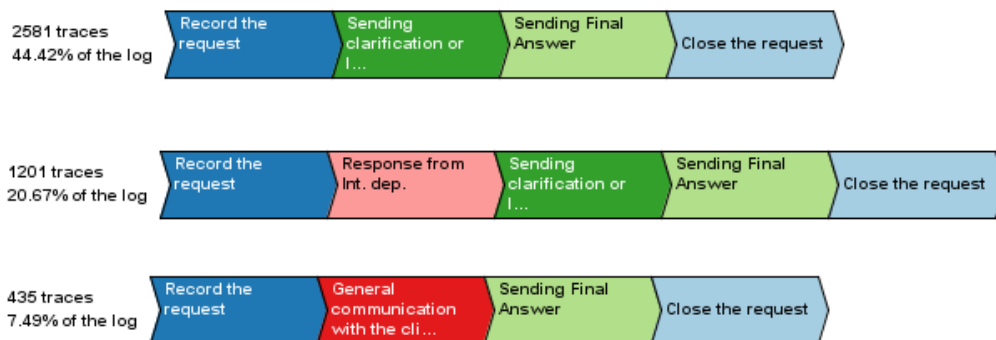 2581 traces
44.42% of the log
Record the
request
Sending
clarification or
I...
Sending Final
Answer
Close the request
1201 traces
20.67% of the log
Record the
request
Response from
Int. dep.
Sending
clarification or
I...
Sending Final
Answer
Close the request
435 traces
7.49% of the log
Record the
request
General
communication
with the cli...
Sending Final
Answer
Close the request